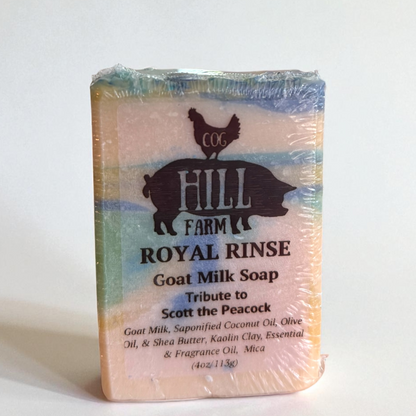 COG
HILL
FARM
ROYAL RINSE
Goat Milk Soap
Tribute to
Scott the Peacock
Goat Milk, Saponified Coconut Oil, Olive
Oil, & Shea Butter, Kaolin Clay, Essential
& Fragrance Oil, Mica
(4oz/113g)